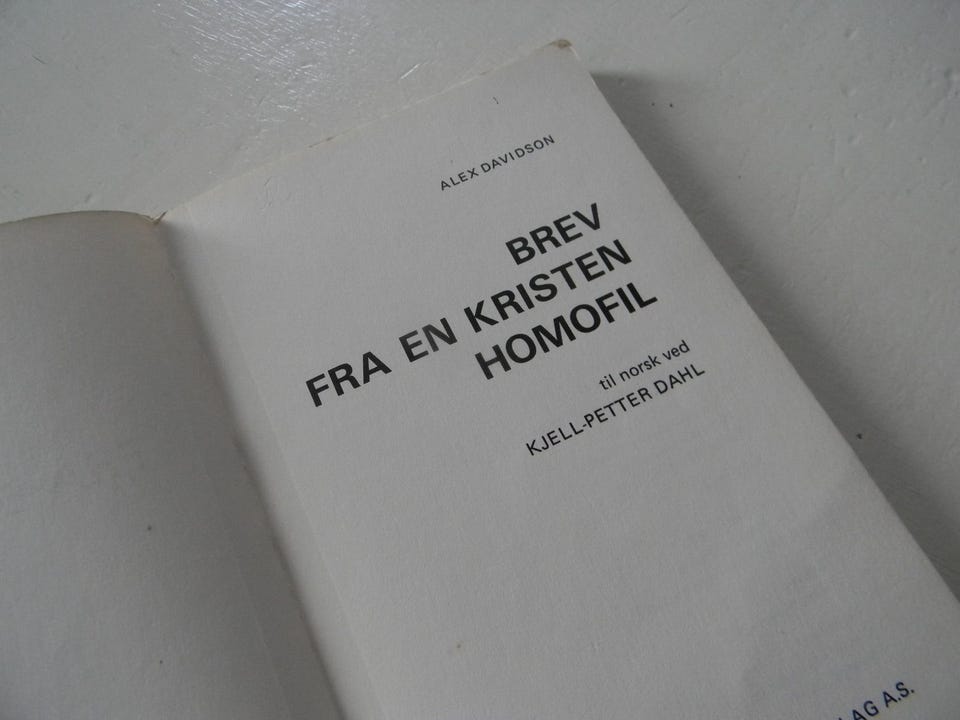 ALEX DAVIDSON
BREV
FRA EN KRISTEN
HOMOFIL
til norsk ved
KJELL-PETTER DAHL
A.S.